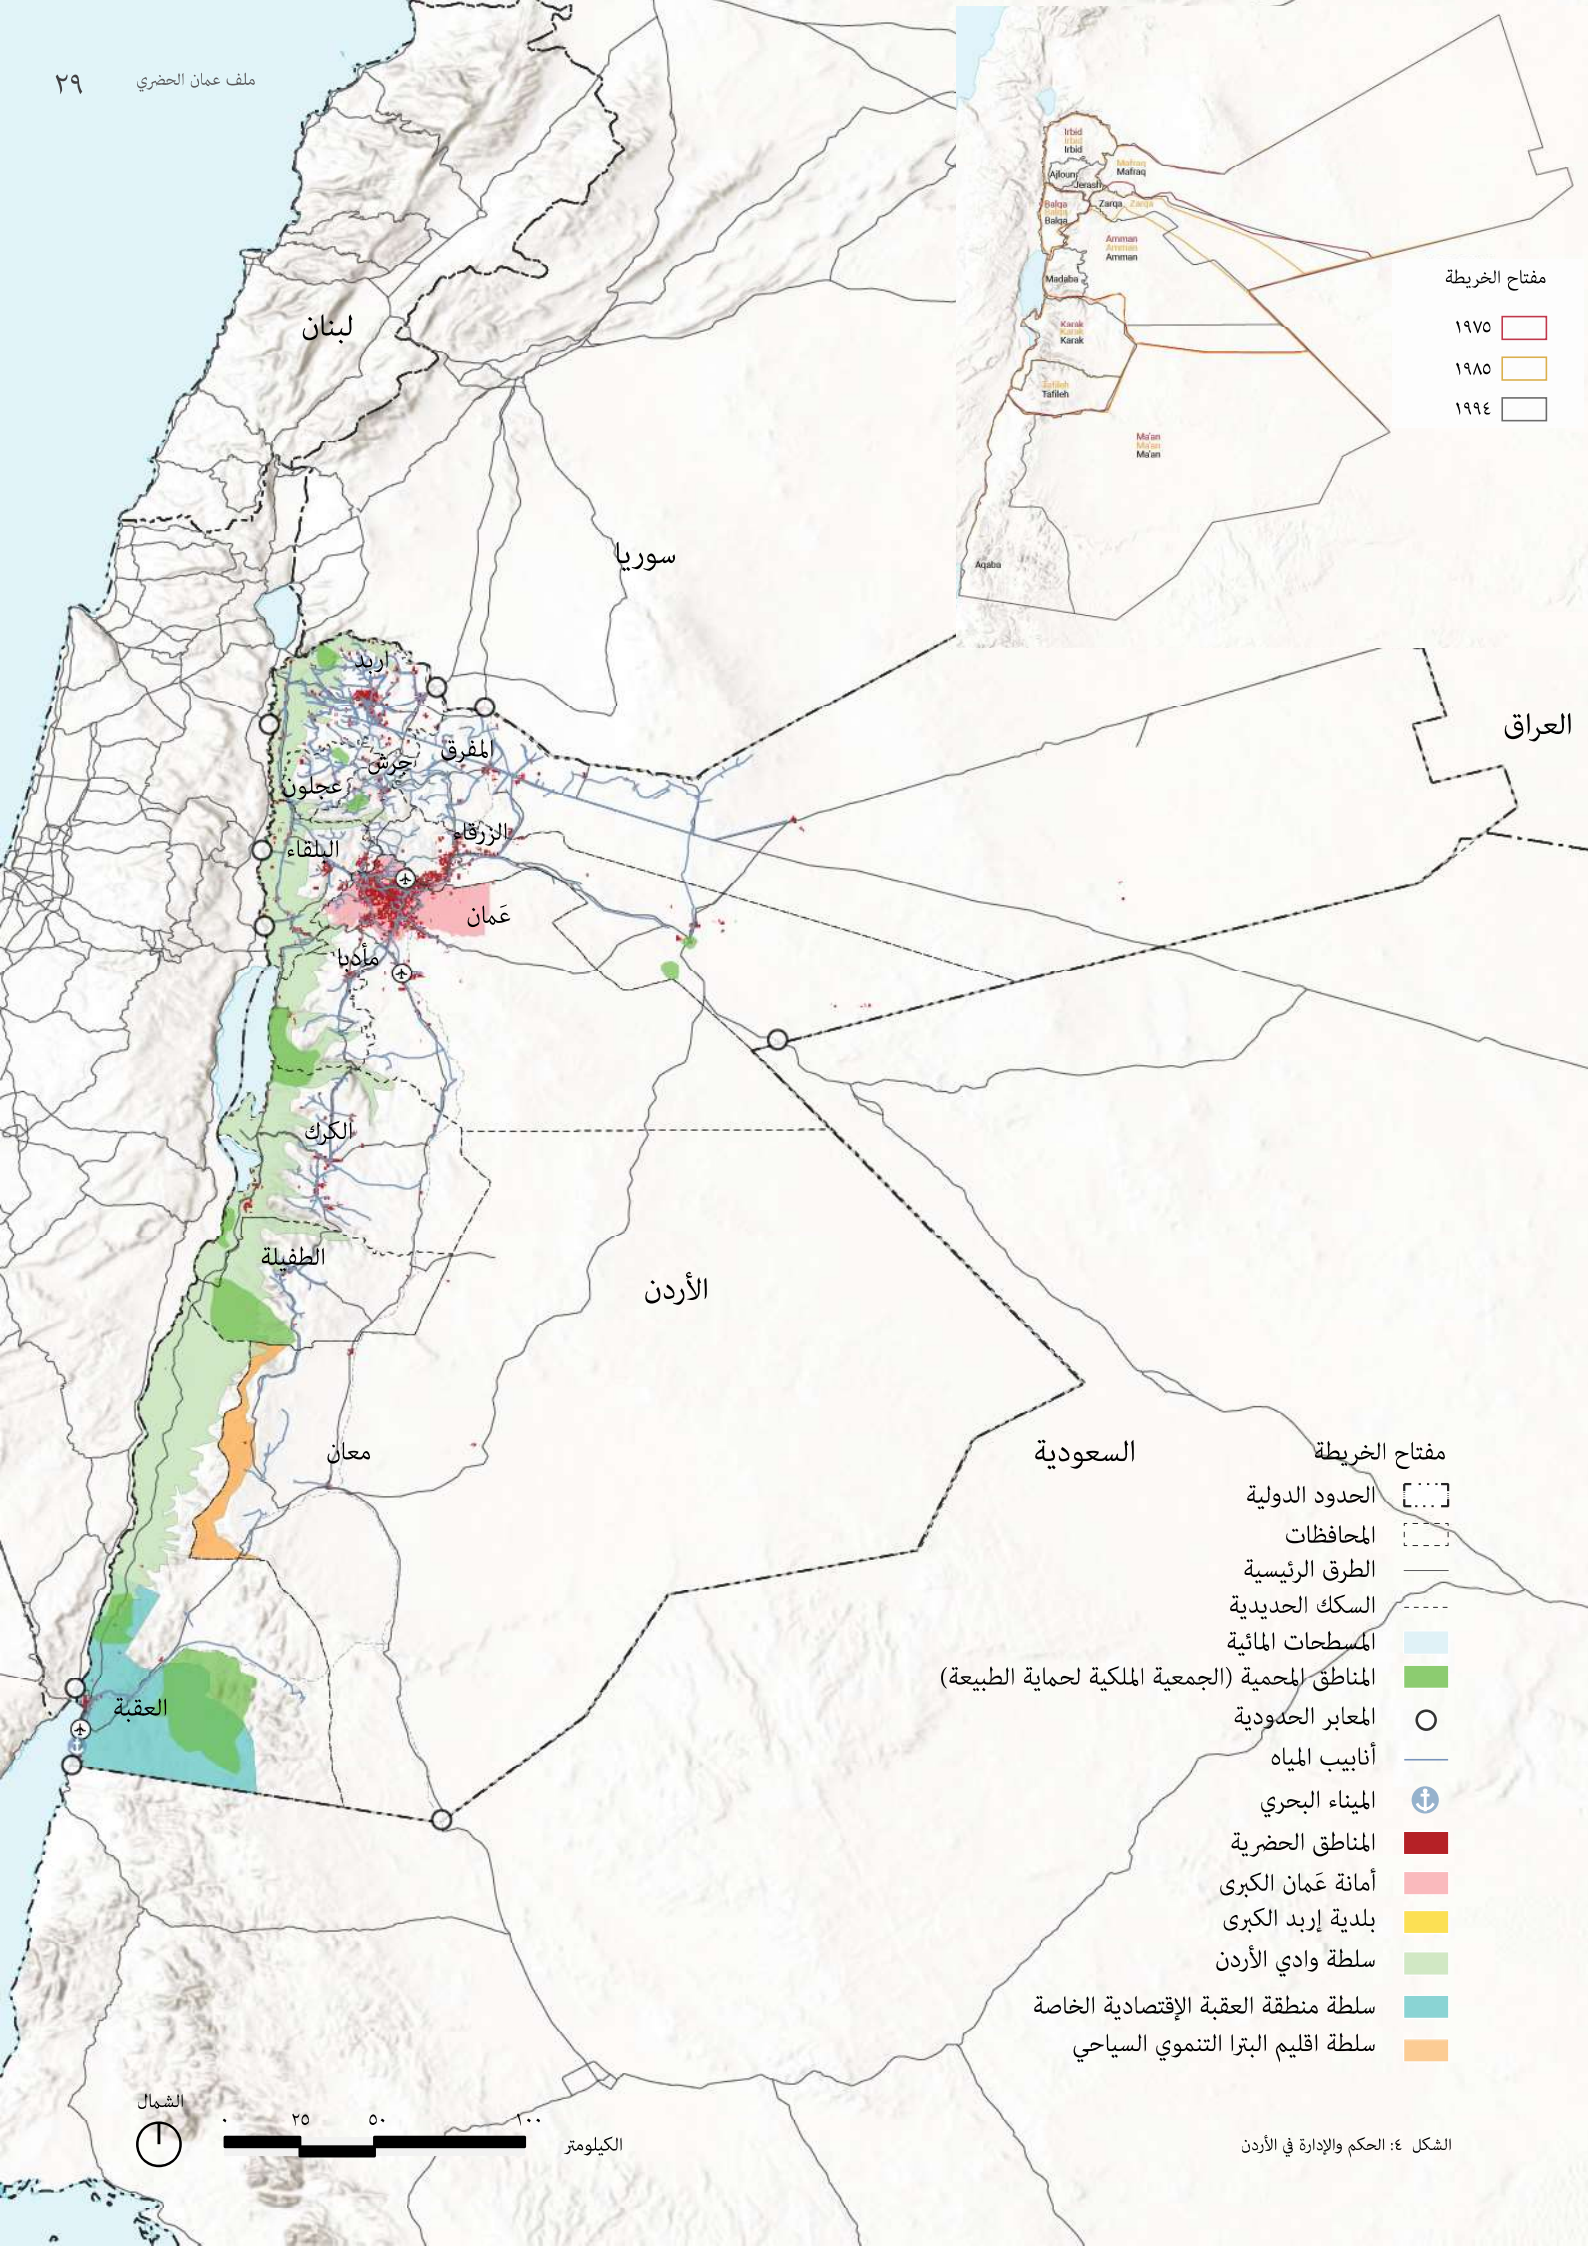 ملف عمان الحضري
٢٩
Irbid
Irbid
Irbid
Mafraq
Mafraq
Ajloun
Jerash
Balqa
Balqa
Balqa
Zarqa
Zarqa
Amman
Amman
Amman
Madaba
Karak
Karak
Karak
Tafileh
Tafileh
Ma'an
Ma'an
Ma'an
Aqaba
مفتاح الخريطة
١٩٧٥
١٩٨٥
١٩٩٤
لبنان
سوريا
العراق
اربد
المفرق
جرش
عجلون
الزرقاء
البلقاء
عَمان
مأدبا
الكرك
الطفيلة
الأردن
معان
السعودية
العقبة
مفتاح الخريطة
الحدود الدولية
المحافظات
الطرق الرئيسية
السكك الحديدية
المسطحات المائية
المناطق المحمية (الجمعية الملكية لحماية الطبيعة)
المعابر الحدودية
أنابيب المياه
الميناء البحري
المناطق الحضرية
أمانة عَمان الكبرى
بلدية إربد الكبرى
سلطة وادي الأردن
سلطة منطقة العقبة الإقتصادية الخاصة
سلطة اقليم البترا التنموي السياحي
الشمال
٠ ٢٥ ٥٠ ١٠٠
الكيلومتر
الشكل ٤: الحكم والإدارة في الأردن